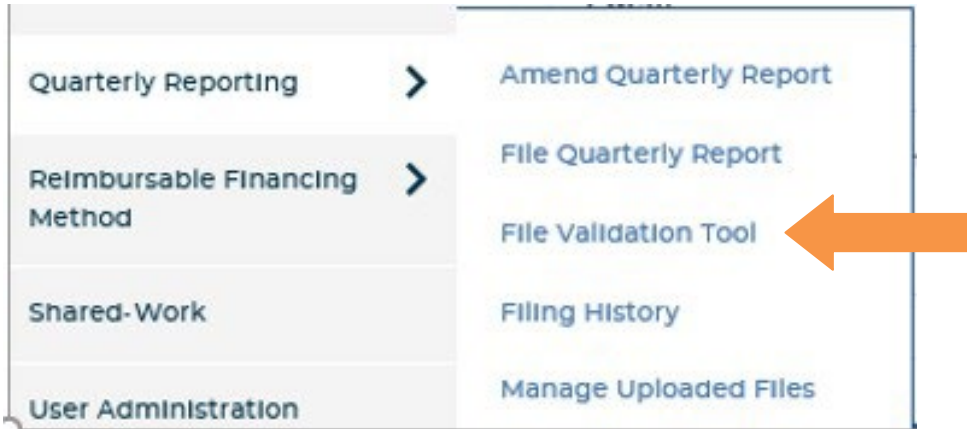 Quarterly Reporting
Reimbursable Financing
Method
Shared-Work
User Administration
Amend Quarterly Report
File Quarterly Report
File Validation Tool
Filing History
Manage Uploaded Files